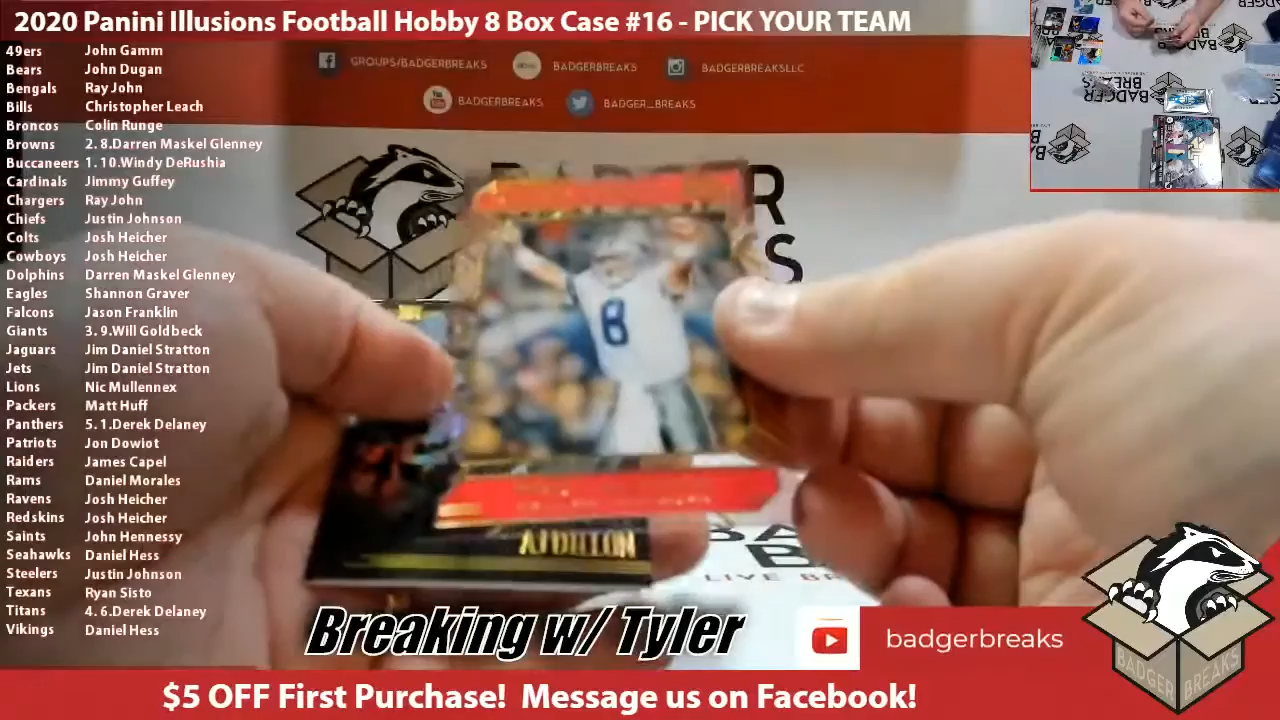 2020 Panini Illusions Football Hobby 8 Box Case #16 - PICK YOUR TEAM
49ers John Gamm
Bears John Dugan
Bengals Ray John
Bills Christopher Leach
Broncos Colin Runge
Browns 2. 8.Darren Maskel Glenney
Buccaneers 1. 10.Windy DeRushia
Cardinals Jimmy Guffey
Chargers Ray John
Chiefs Justin Johnson
Colts Josh Heicher
Cowboys Josh Heicher
Dolphins Darren Maskel Glenney
Eagles Shannon Graver
Falcons Jason Franklin
Giants 3. 9.Will Goldbeck
Jaguars Jim Daniel Stratton
Jets Jim Daniel Stratton
Lions Nic Mullennex
Packers Matt Huff
Panthers 5. 1.Derek Delaney
Patriots Jon Dowiot
Raiders James Capel
Rams Daniel Morales
Ravens Josh Heicher
Redskins Josh Heicher
Saints John Hennessy
Seahawks Daniel Hess
Steelers Justin Johnson
Texans Ryan Sisto
Titans 4. 6.Derek Delaney
Vikings Daniel Hess
GROUPS/BADGERBREAKS BADGERBREAKS BADGERBREAKSLLC
BADGERBREAKS BADGER_BREAKS
8
AJ DILLON
BADGER BREAKS
Breaking w/ Tyler
badgerbreaks
BADGER BREAKS
$5 OFF First Purchase! Message us on Facebook!